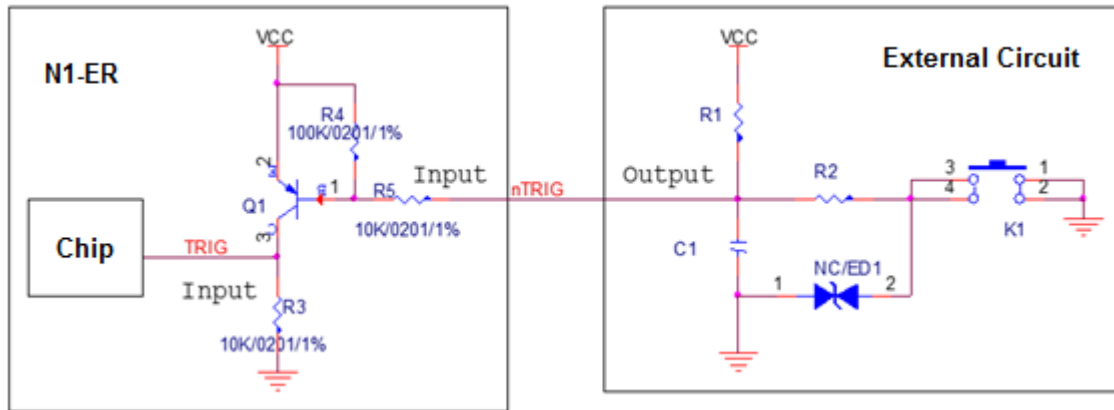 N1-ER
VCC
R4
100K/0201/1%
2
1
R5
Input
nTRIG
10K/0201/1%
Q1
3
Chip
TRIG
Input
R3
10K/0201/1%
External Circuit
VCC
R1
Output
R2
3
4
1
2
K1
C1
NC/ED1
1
2